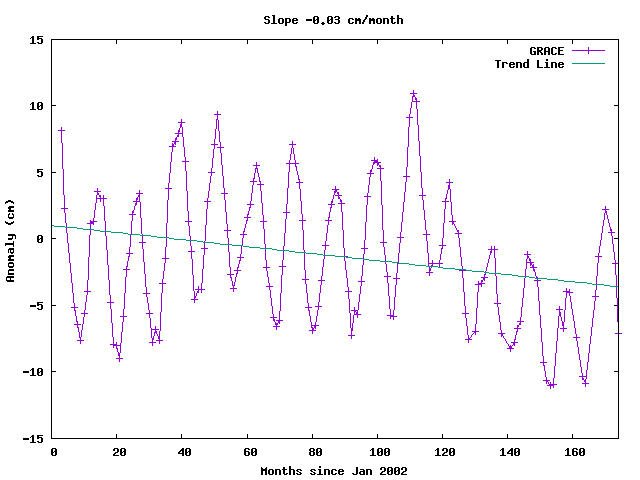 Slope -0.03 cm/month
GRACE
Trend Line
15
10
5
0
-5
-10
-15
Anomaly (cm)
0 20 40 60 80 100 120 140 160
Months since Jan 2002